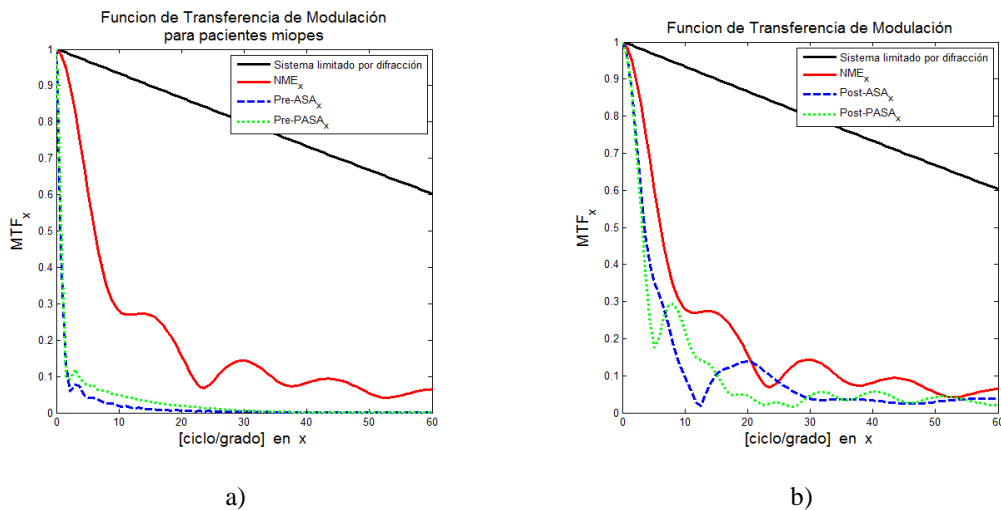 Funcion de Transferencia de Modulación
para pacientes miopes
Sistema limitado por difracción
NMEx
Pre-ASAx
Pre-PASAx
MTFx
1
0.9
0.8
0.7
0.6
0.5
0.4
0.3
0.2
0.1
0
0 10 20 30 40 50 60
[ciclo/grado] en x
a)
Funcion de Transferencia de Modulación
Sistema limitado por difracción
NMEx
Post-ASAx
Post-PASAx
MTFx
1
0.9
0.8
0.7
0.6
0.5
0.4
0.3
0.2
0.1
0
0 10 20 30 40 50 60
[ciclo/grado] en x
b)